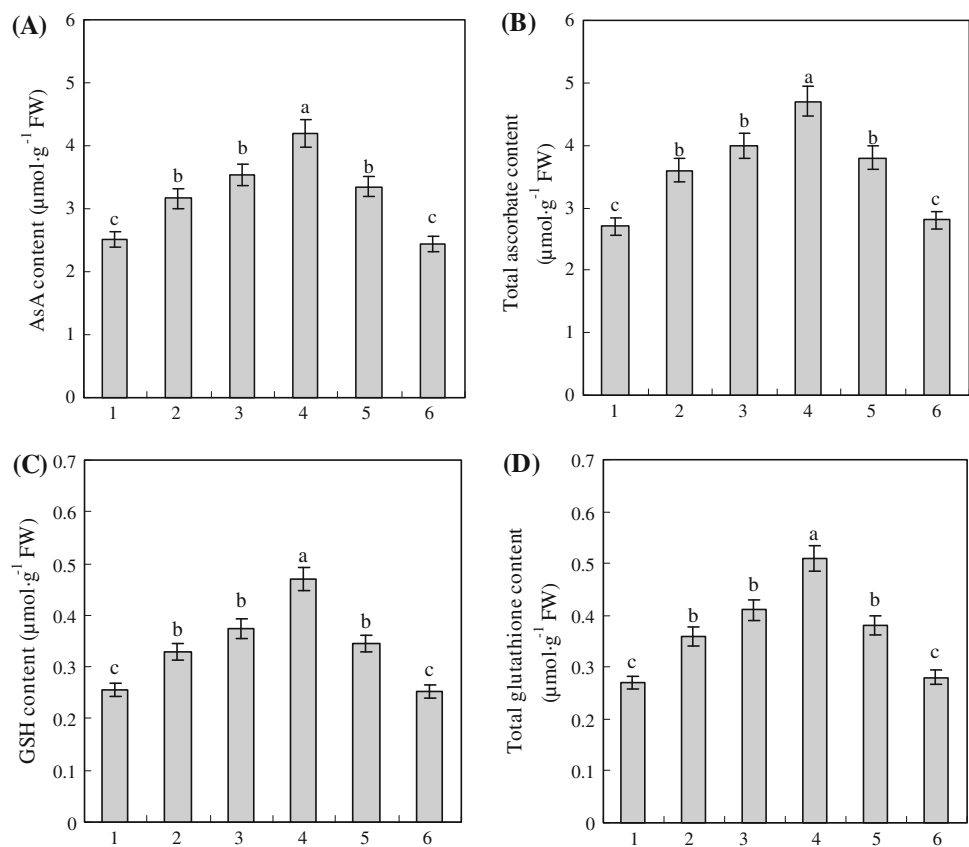 (A)
AsA content (μmol·g⁻¹ FW)
6
5
4
3
2
1
0
c
b
b
a
b
c
1 2 3 4 5 6
(B)
Total ascorbate content
(μmol·g⁻¹ FW)
6
5
4
3
2
1
0
c
b
b
a
b
c
1 2 3 4 5 6
(C)
GSH content (μmol·g⁻¹ FW)
0.7
0.6
0.5
0.4
0.3
0.2
0.1
0
c
b
b
a
b
c
1 2 3 4 5 6
(D)
Total glutathione content
(μmol·g⁻¹ FW)
0.7
0.6
0.5
0.4
0.3
0.2
0.1
0
c
b
b
a
b
c
1 2 3 4 5 6